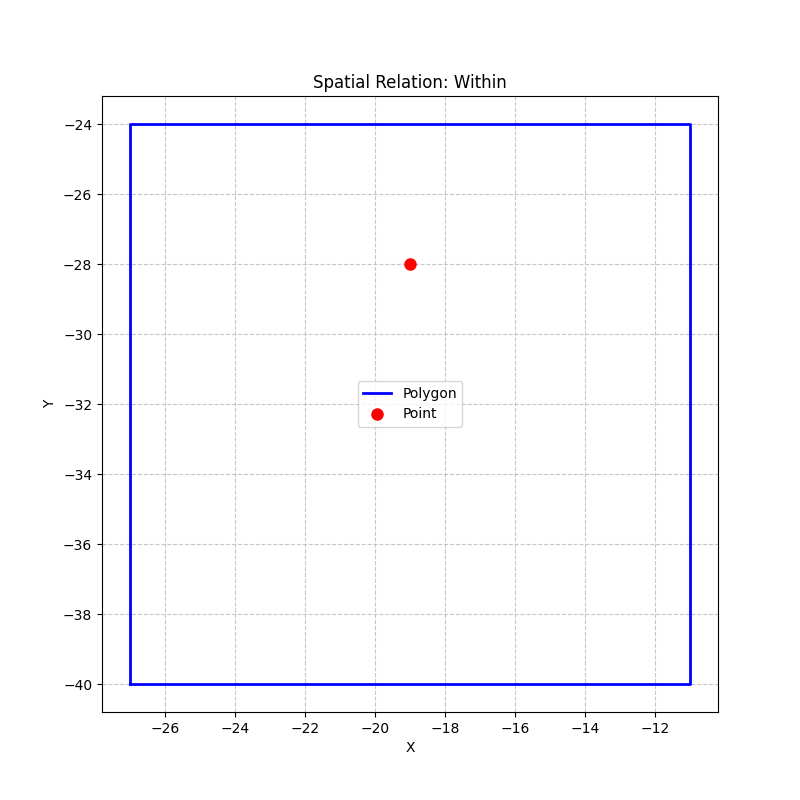 Spatial Relation: Within
−24
−26
−28
−30
−32
−34
−36
−38
−40
Y
Polygon
Point
−26 −24 −22 −20 −18 −16 −14 −12
X